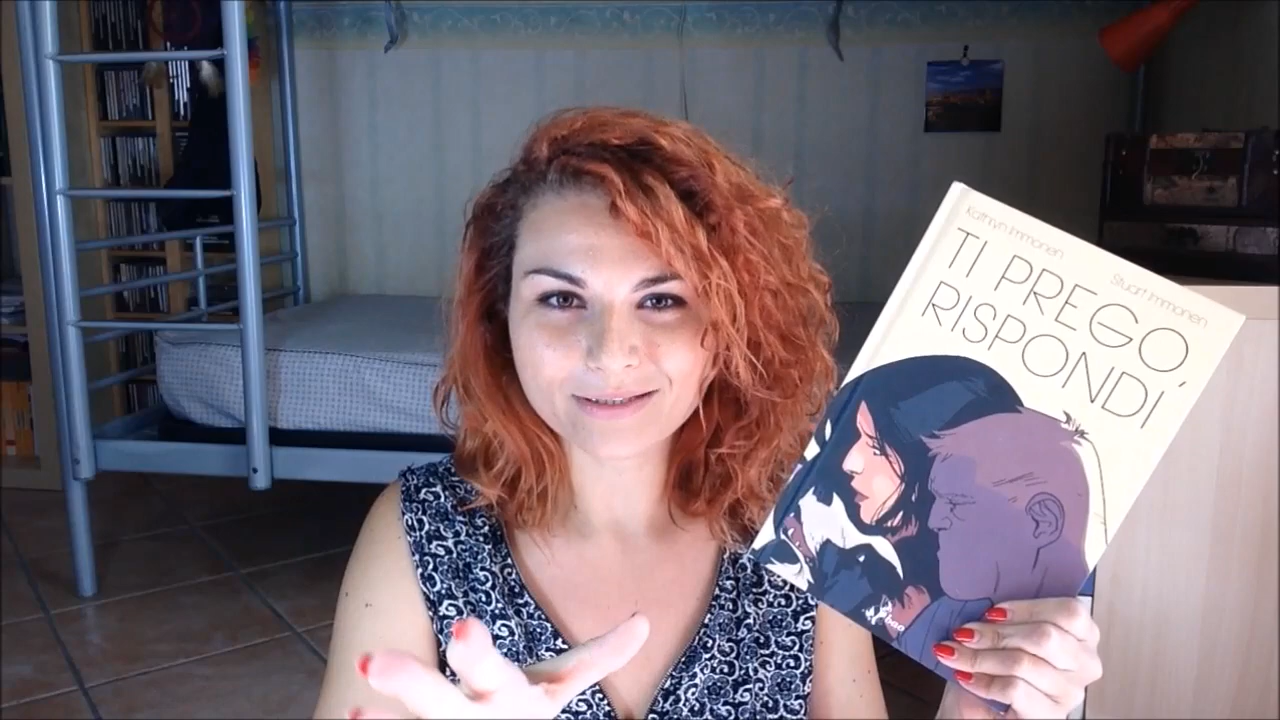 Kathryn Immonen
Stuart Immonen
TI PREGO,
RISPONDI
bao